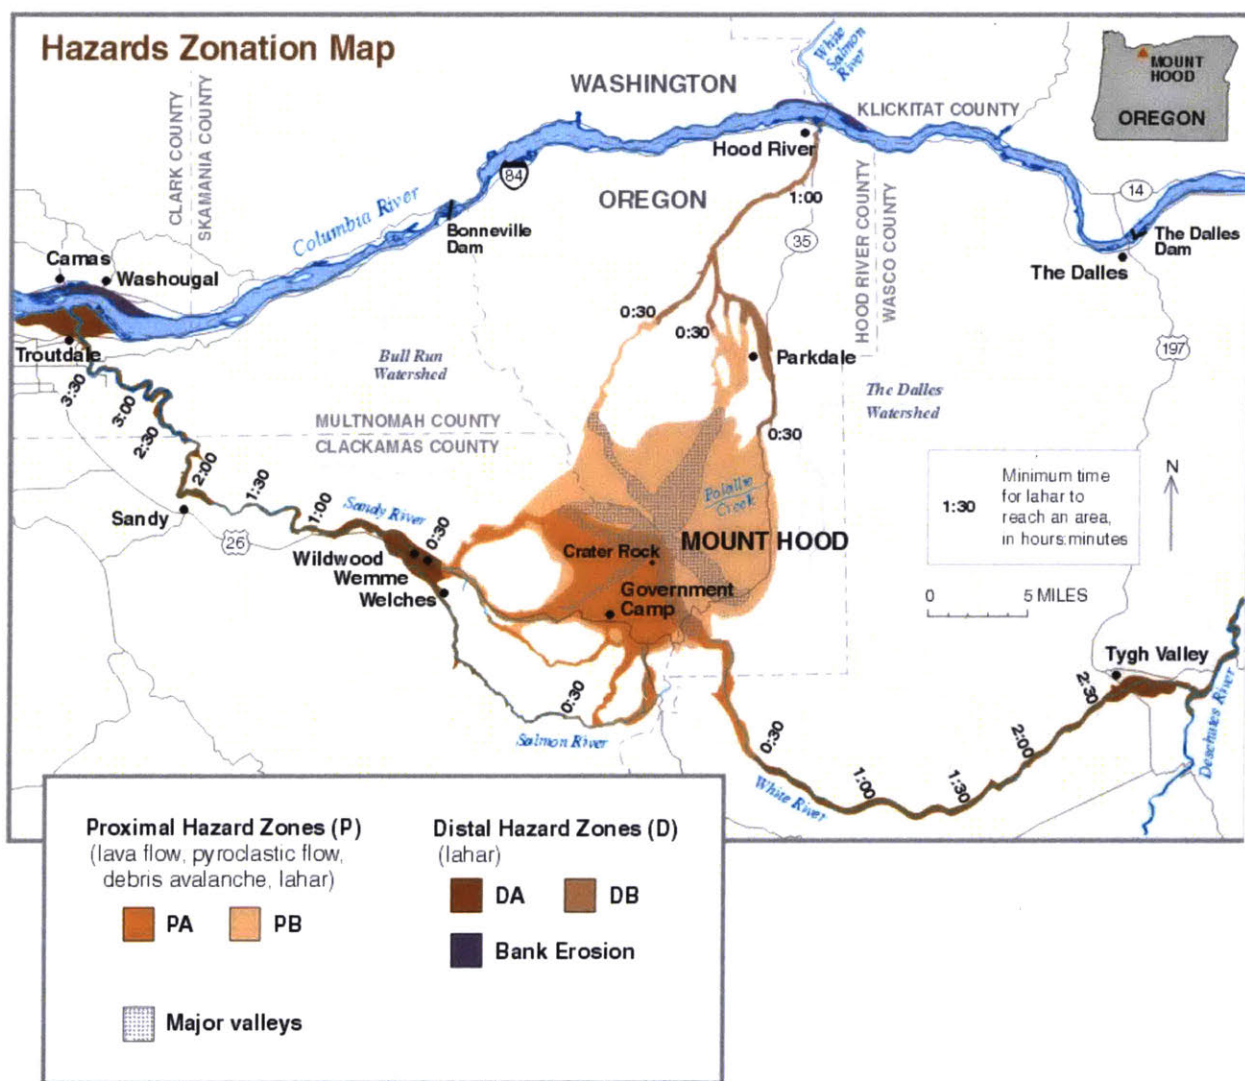 Hazards Zonation Map
CLARK COUNTY
SKAMANIA COUNTY
WASHINGTON
White
Salmon
River
KLICKITAT COUNTY
MOUNT
HOOD
OREGON
Hood River
84
OREGON
Columbia River
Bonneville
Dam
1:00
35
HOOD RIVER COUNTY
WASCO COUNTY
14
The Dalles
Dam
The Dalles
Camas
Washougal
Troutdale
0:30
0:30
Parkdale
197
Bull Run
Watershed
The Dalles
Watershed
MULTNOMAH COUNTY
CLACKAMAS COUNTY
3:30
3:00
2:30
2:00
1:30
1:00
0:30
0:30
Sandy
26
Sandy River
Polallie
Creek
Wildwood
Wemme
Welches
Crater Rock
MOUNT HOOD
Government
Camp
1:30
Minimum time
for lahar to
reach an area,
in hours:minutes
N
0 5 MILES
Tygh Valley
0:30
Salmon River
0:30
White River
1:00
1:30
2:00
2:30
Deschutes River
Proximal Hazard Zones (P)
(lava flow, pyroclastic flow,
debris avalanche, lahar)
PA PB
Major valleys
Distal Hazard Zones (D)
(lahar)
DA DB
Bank Erosion